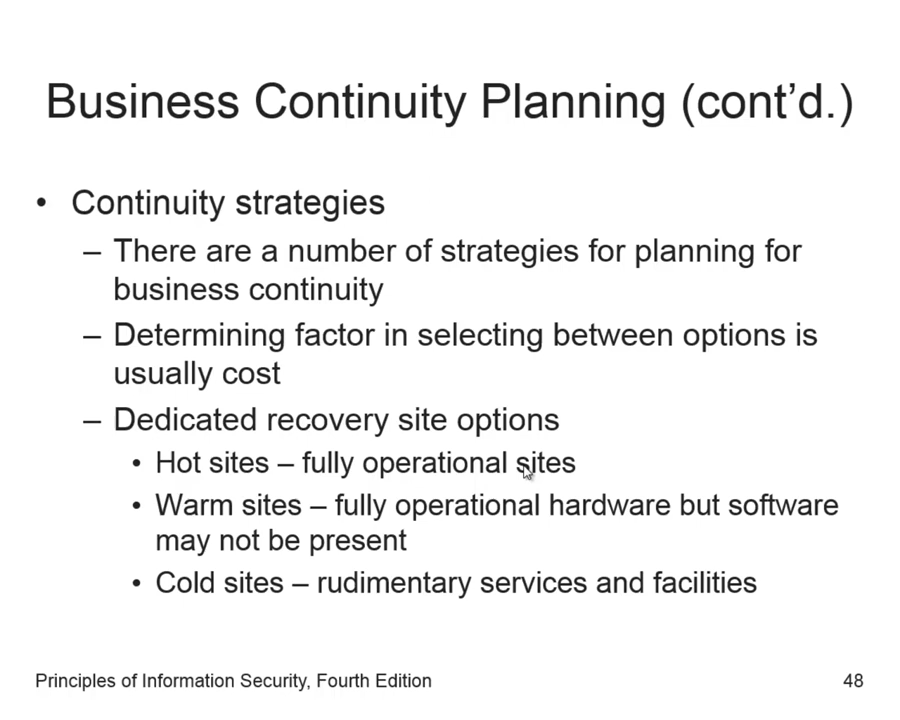 Business Continuity Planning (cont’d.)
• Continuity strategies
– There are a number of strategies for planning for
business continuity
– Determining factor in selecting between options is
usually cost
– Dedicated recovery site options
• Hot sites – fully operational sites
• Warm sites – fully operational hardware but software
may not be present
• Cold sites – rudimentary services and facilities
Principles of Information Security, Fourth Edition 48